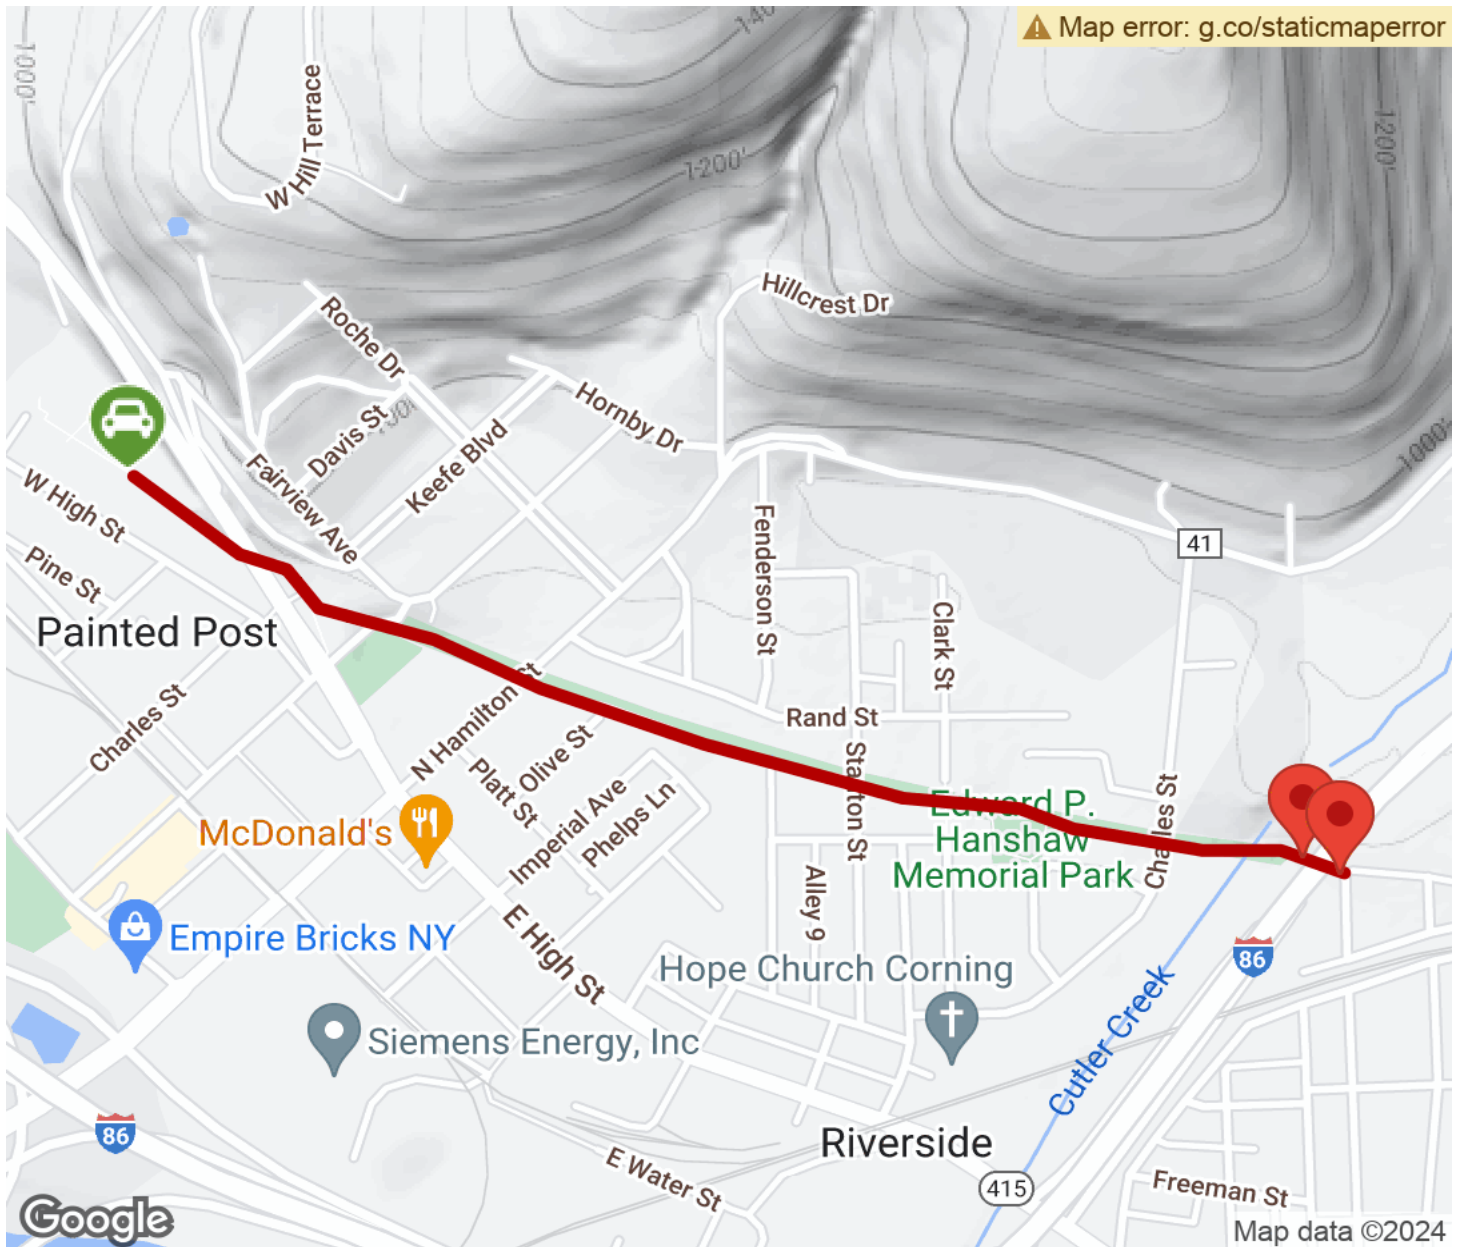 Map error: g.co/staticmaperror
1000'
140
W Hill Terrace
1200'
1200'
Hillcrest Dr
Roche Dr
Hornby Dr
Davis St
1000'
Keefe Blvd
Fairview Ave
W High St
Pine St
Fenderson St
41
Clark St
Painted Post
N Hamilton St
Charles St
Rand St
Olive St
Platt St
Stanton St
Imperial Ave
Phelps Ln
McDonald's
Edward P.
Hanshaw
Memorial Park
Charles St
Alley 9
Empire Bricks NY
E High St
Hope Church Corning
86
Siemens Energy, Inc
Cutler Creek
86
Riverside
E Water St
415
Freeman St
Google
Map data ©2024